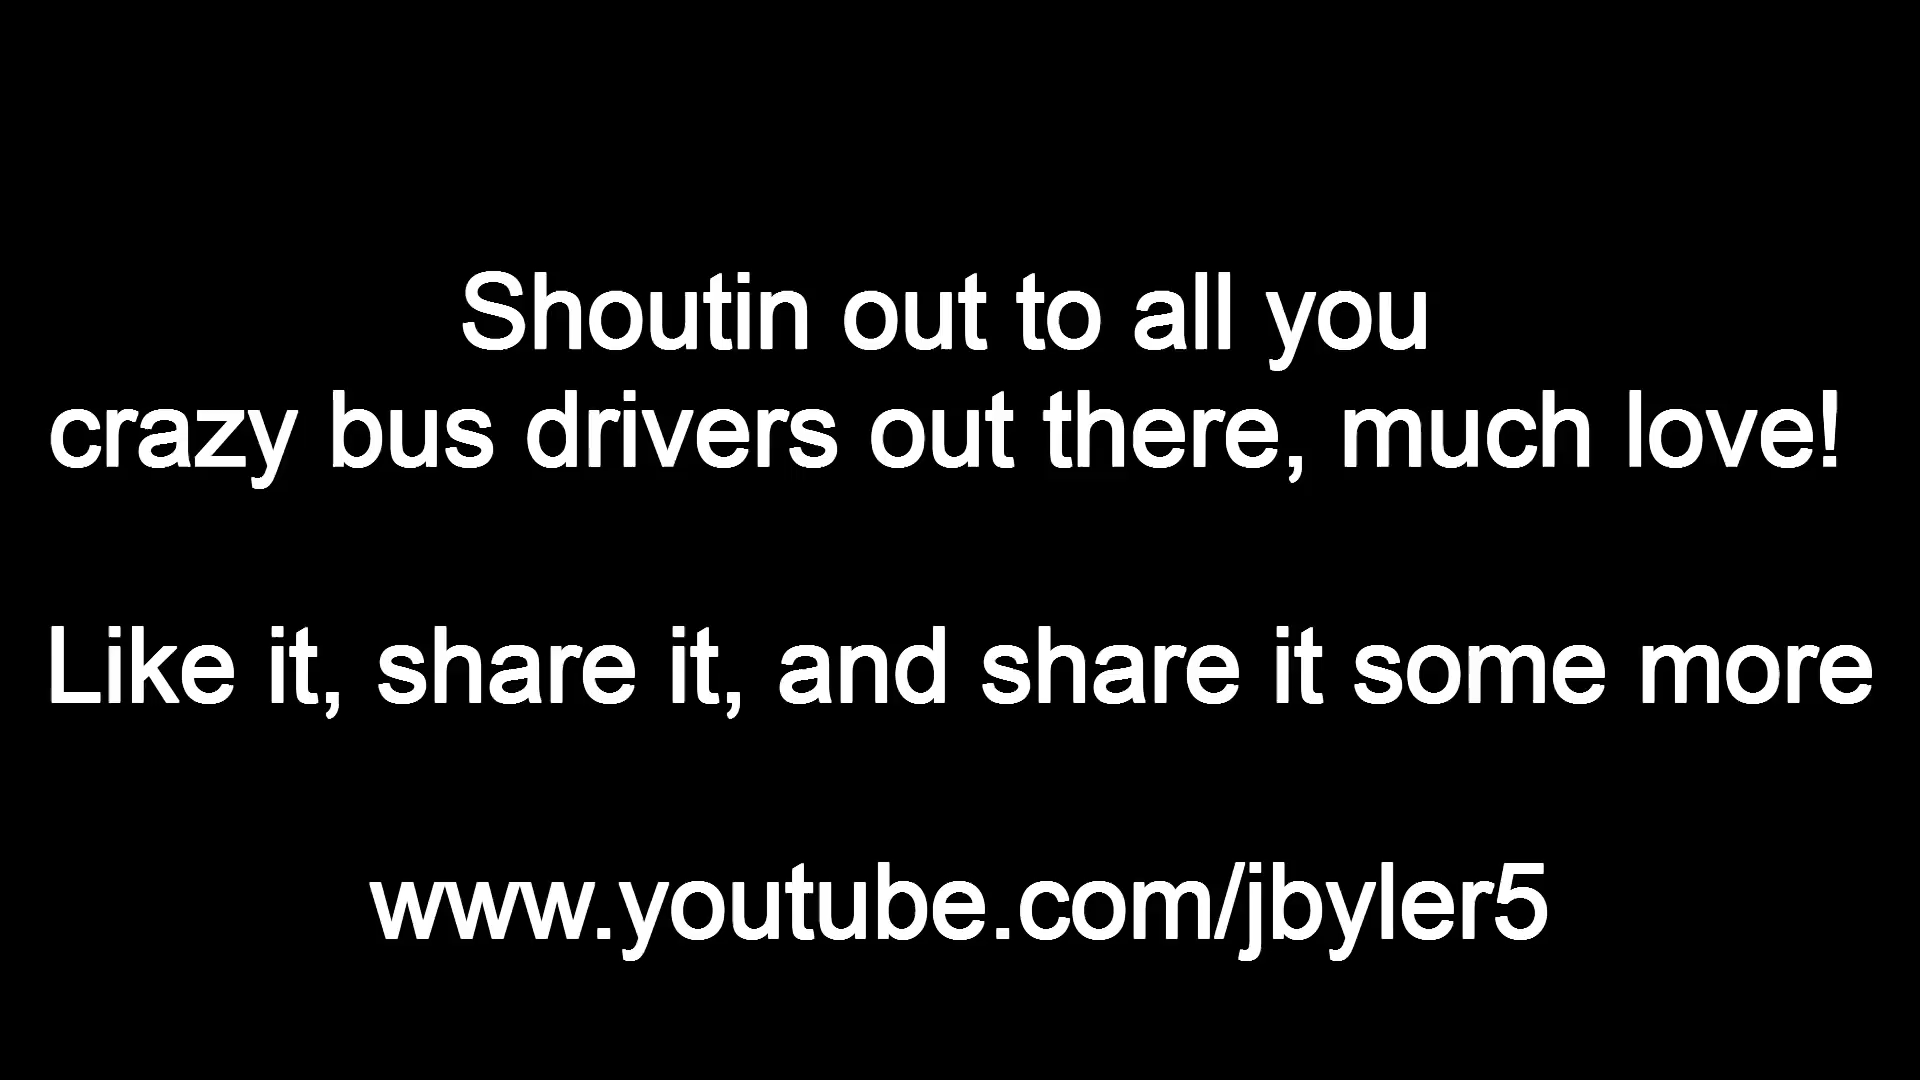 Shoutin out to all you
crazy bus drivers out there, much love!
Like it, share it, and share it some more
www.youtube.com/jbyler5